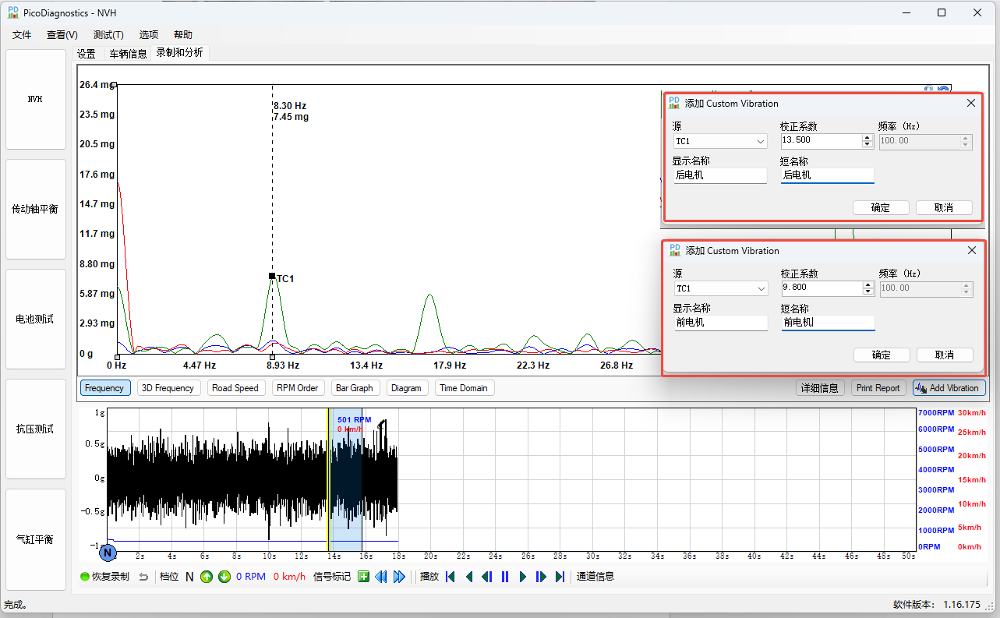 PicoDiagnostics - NVH
文件 查看(V) 测试(T) 选项 帮助
设置 车辆信息 录制和分析
NVH
传动轴平衡
电池测试
抗压测试
气缸平衡
26.4 mg
23.5 mg
20.5 mg
17.6 mg
14.7 mg
11.7 mg
8.80 mg
5.87 mg
2.93 mg
0 g
8.30 Hz
7.45 mg
TC1
0 Hz 4.47 Hz 8.93 Hz 13.4 Hz 17.9 Hz 22.3 Hz 26.8 Hz
添加 Custom Vibration
源 校正系数 频率 (Hz)
TC1 13.500 100.00
显示名称 短名称
后电机 后电机
确定 取消
添加 Custom Vibration
源 校正系数 频率 (Hz)
TC1 9.800 100.00
显示名称 短名称
前电机 前电机
确定 取消
Frequency 3D Frequency Road Speed RPM Order Bar Graph Diagram Time Domain 详细信息 Print Report Add Vibration
1g
0.5g
0g
-0.5g
-1
501 RPM
0 km/h
7000RPM 30km/h
6000RPM 25km/h
5000RPM 20km/h
4000RPM 15km/h
3000RPM 10km/h
2000RPM 5km/h
1000RPM 0km/h
0RPM
N 2s 4s 6s 8s 10s 12s 14s 16s 18s 20s 22s 24s 26s 28s 30s 32s 34s 36s 38s 40s 42s 44s 46s 48s 50s
恢复录制 档位 N 0 RPM 0 km/h 信号标记 播放 通道信息
完成。 软件版本: 1.16.175